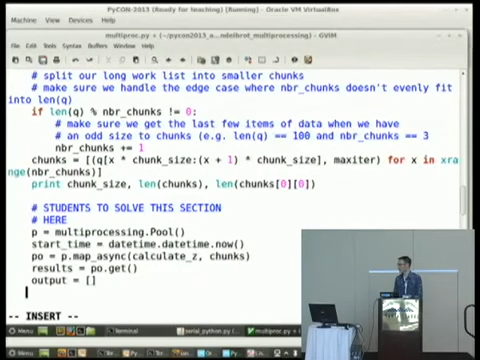 PyCON-2013 (Ready for teaching) [Running] - Oracle VM VirtualBox
Machine View Devices Help
File Edit Tools Syntax Buffers Window Help
# split our long work list into smaller chunks
# make sure we handle the edge case where nbr_chunks doesn't evenly fit
into len(q)
if len(q) % nbr_chunks != 0:
# make sure we get the last few items of data when we have
# an odd size to chunks (e.g. len(q) == 100 and nbr_chunks == 3
nbr_chunks += 1
chunks = [(q[x * chunk_size:(x + 1) * chunk_size], maxiter) for x in xra
nge(nbr_chunks)]
print chunk_size, len(chunks), len(chunks[0][0])
# STUDENTS TO SOLVE THIS SECTION
# HERE
p = multiprocessing.Pool()
start_time = datetime.datetime.now()
po = p.map_async(calculate_z, chunks)
results = po.get()
output = []
-- INSERT --
Menu
Terminal
serial_python.py (
multiproc.py +
Menu